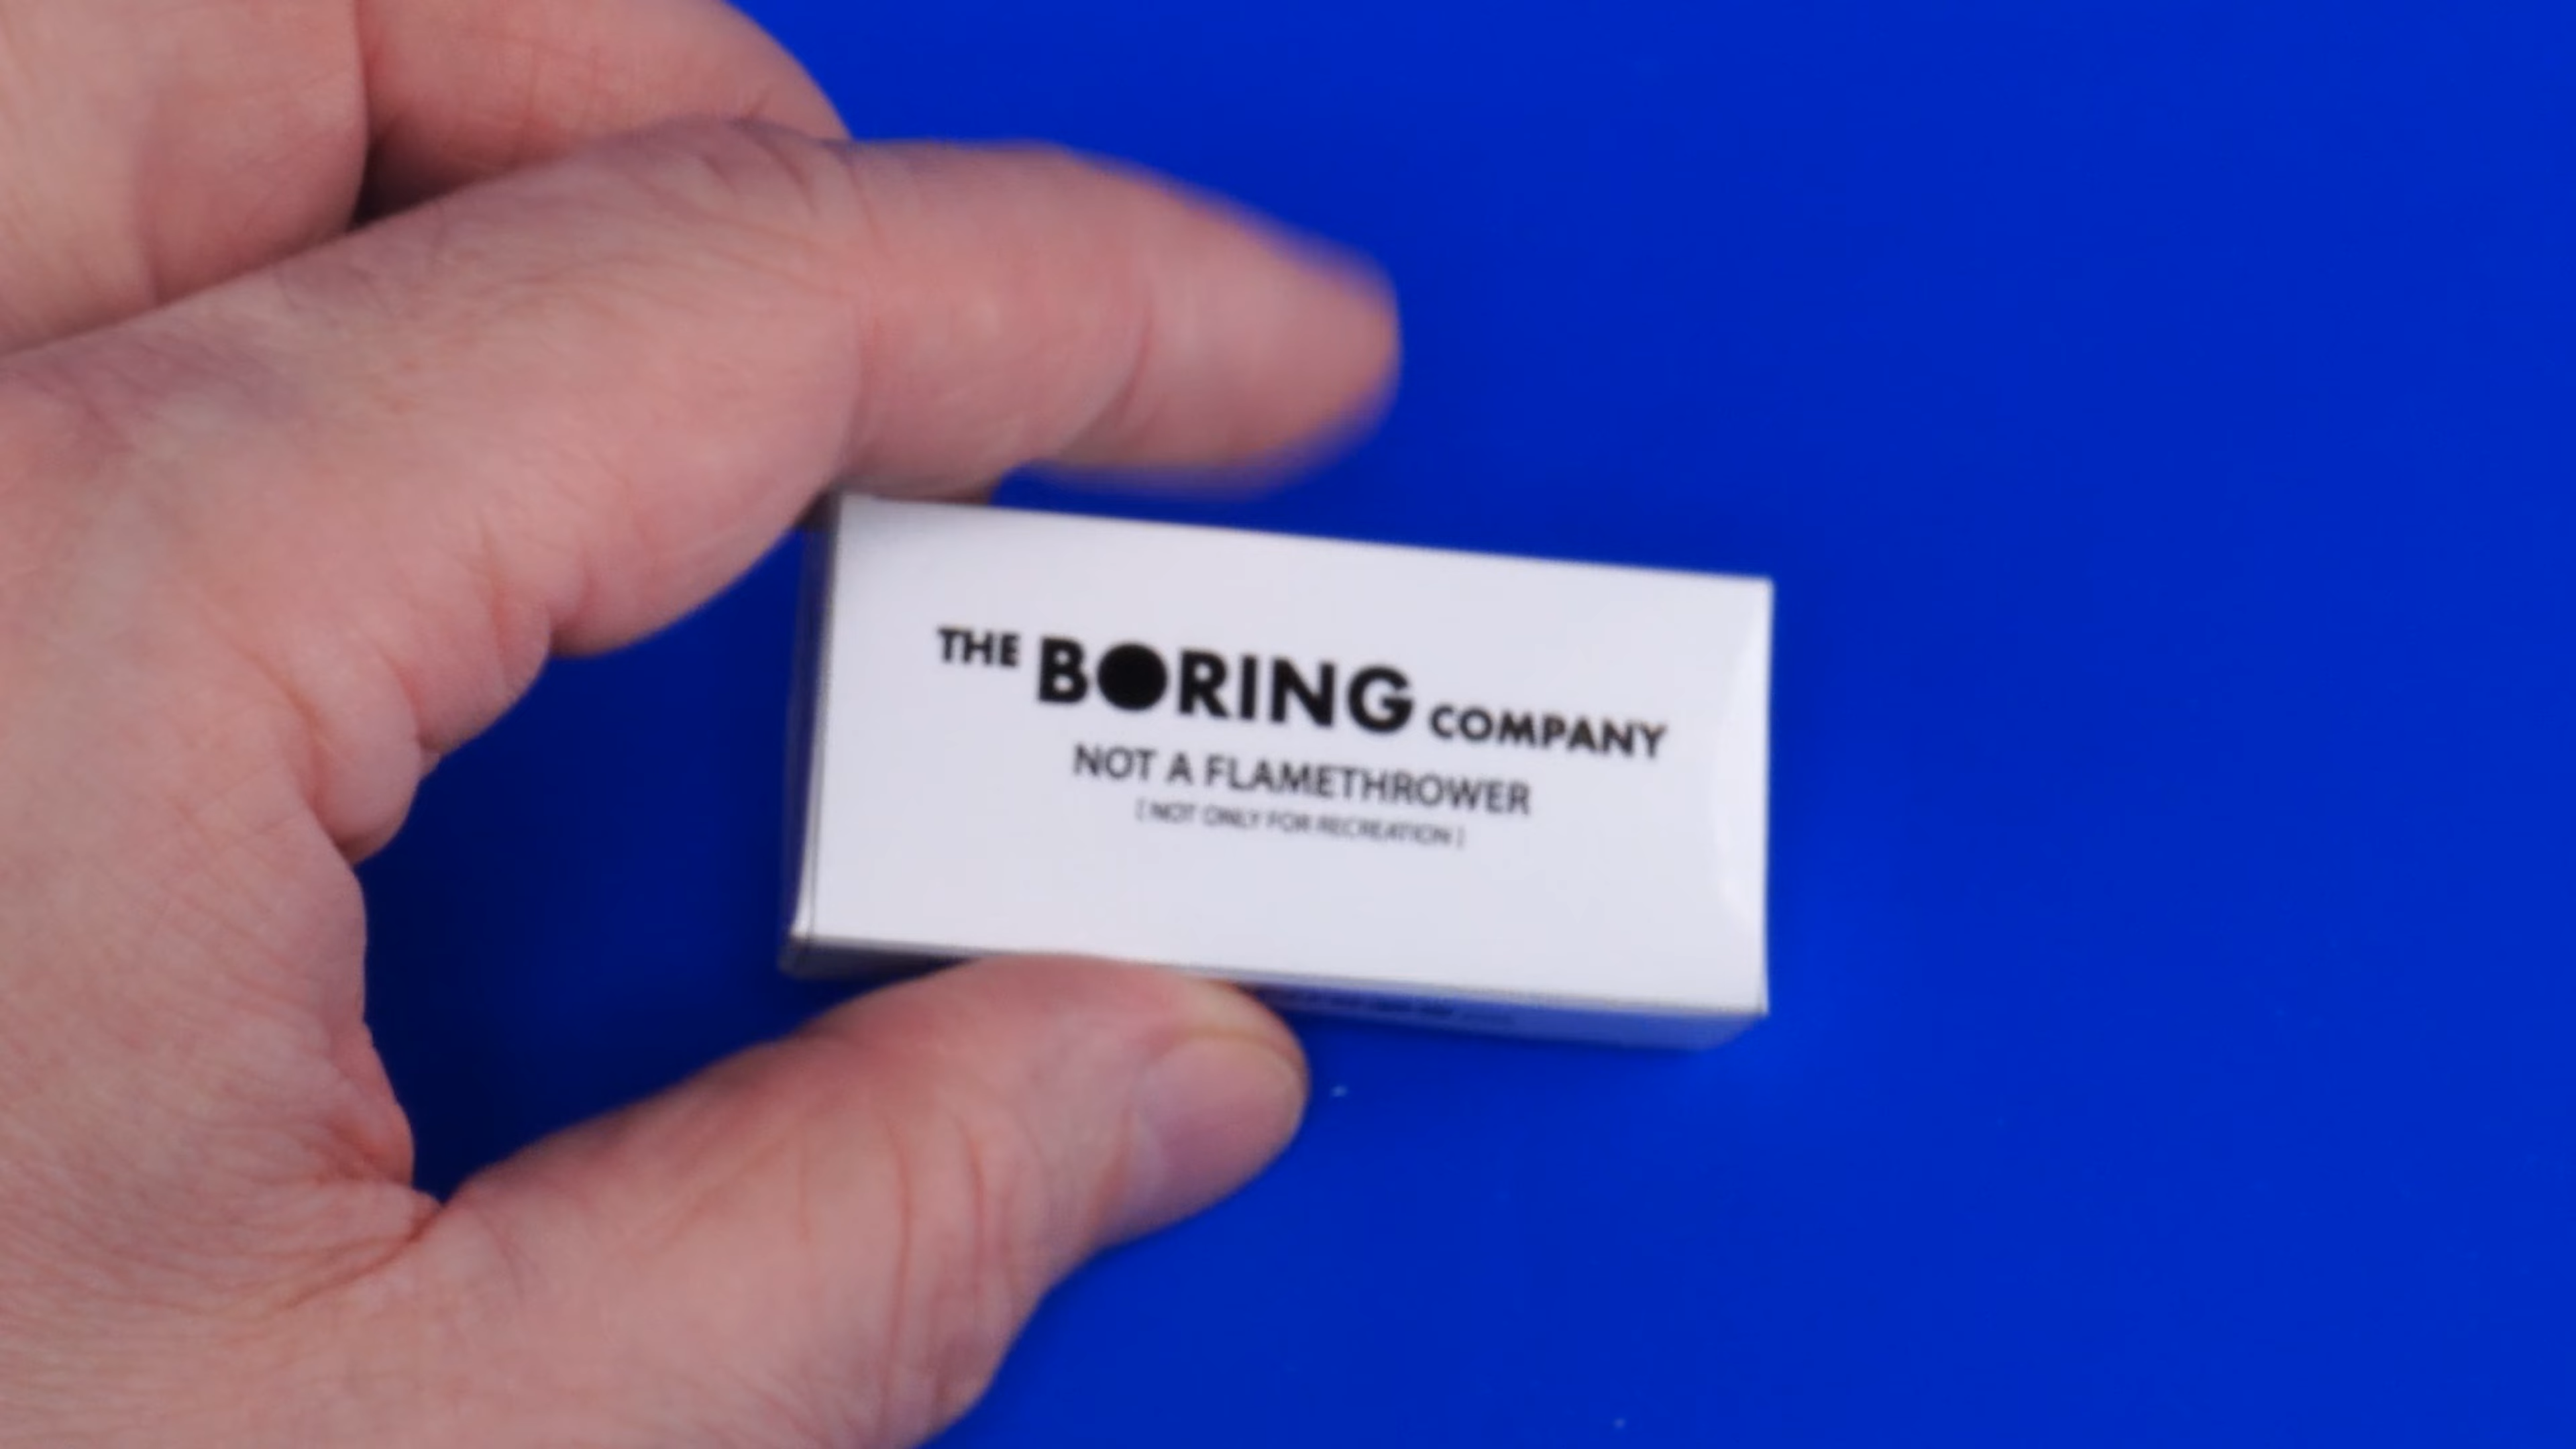 THE BORING COMPANY
NOT A FLAMETHROWER
[ NOT ONLY FOR RECREATION ]